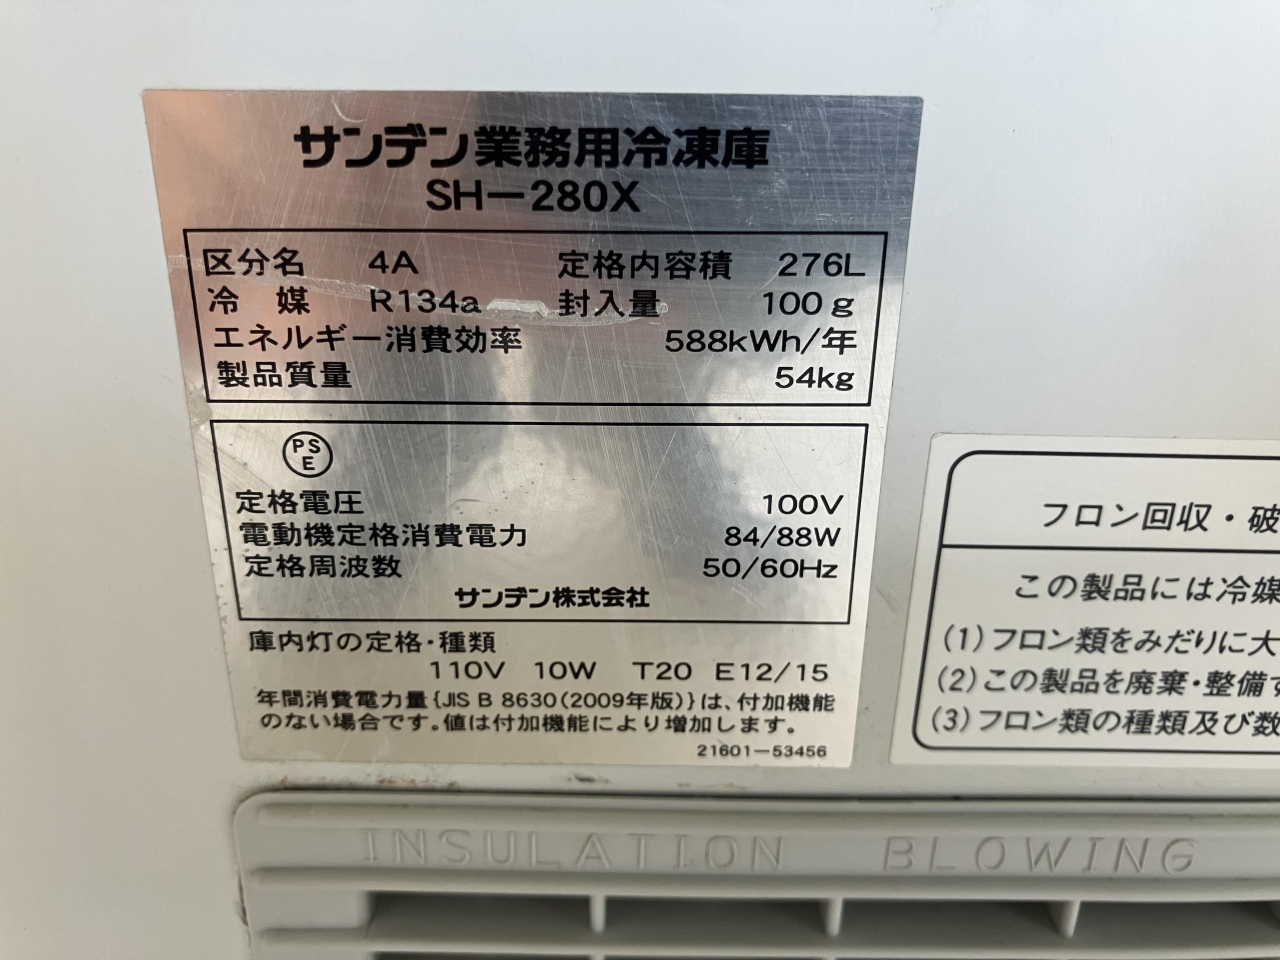 サンデン業務用冷凍庫
SH-280X
区分名 4A 定格内容積 276L
冷 媒 R134a 封入量 100g
エネルギー消費効率 588kWh/年
製品質量 54kg
PS
E
定格電圧 100V
電動機定格消費電力 84/88W
定格周波数 50/60Hz
サンデン株式会社
庫内灯の定格・種類
110V 10W T20 E12/15
年間消費電力量{JIS B 8630(2009年版)}は、付加機能
のない場合です。値は付加機能により増加します。
21601-53456
フロン回収・破
この製品には冷媒
(1)フロン類をみだりに大
(2)この製品を廃棄・整備す
(3)フロン類の種類及び数
INSULATION BLOWING